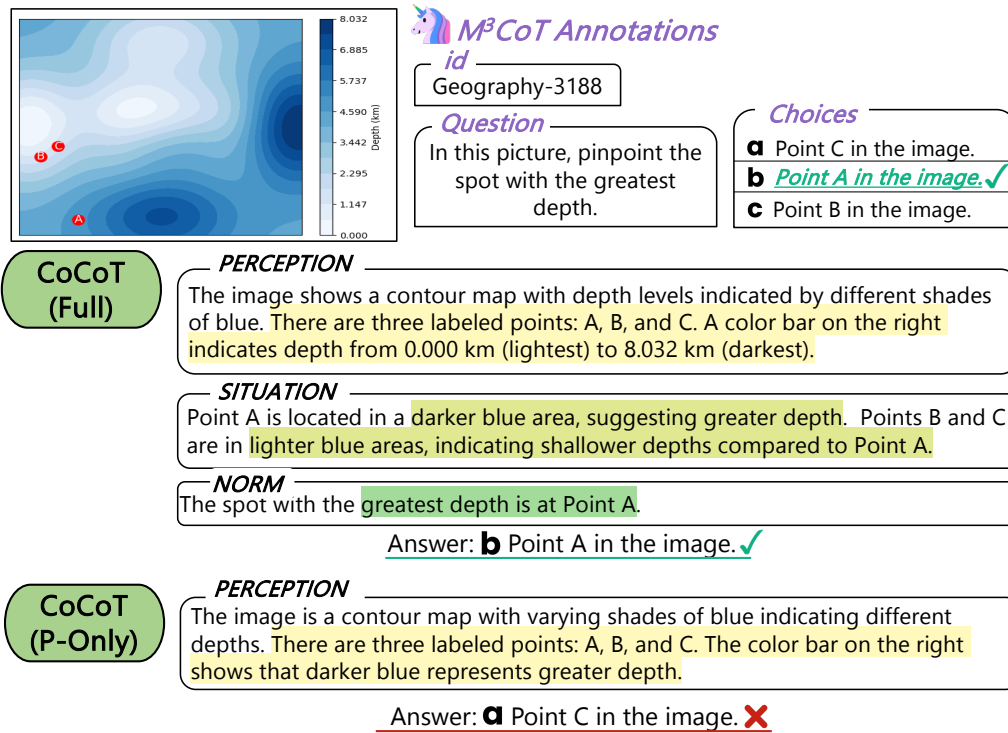 8.032
6.885
5.737
4.590
3.442
2.295
1.147
0.000
Depth (km)
B
C
A
M³CoT Annotations
id
Geography-3188
Question
In this picture, pinpoint the
spot with the greatest
depth.
Choices
a Point C in the image.
b Point A in the image.✓
c Point B in the image.
CoCoT
(Full)
PERCEPTION
The image shows a contour map with depth levels indicated by different shades
of blue. There are three labeled points: A, B, and C. A color bar on the right
indicates depth from 0.000 km (lightest) to 8.032 km (darkest).
SITUATION
Point A is located in a darker blue area, suggesting greater depth. Points B and C
are in lighter blue areas, indicating shallower depths compared to Point A.
NORM
The spot with the greatest depth is at Point A.
Answer: b Point A in the image.✓
CoCoT
(P-Only)
PERCEPTION
The image is a contour map with varying shades of blue indicating different
depths. There are three labeled points: A, B, and C. The color bar on the right
shows that darker blue represents greater depth.
Answer: a Point C in the image.✗